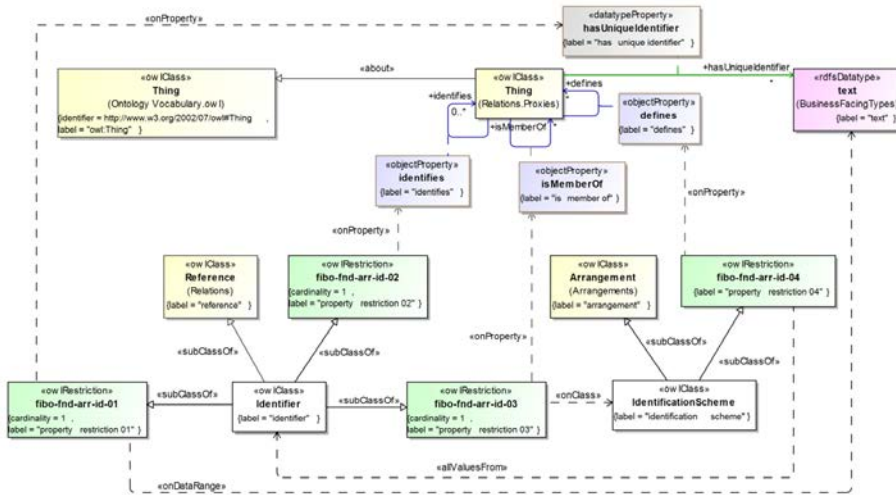 «onProperty»
«datatypeProperty»
hasUniqueIdentifier
{label = "has unique identifier" }
«owlClass»
Thing
(Ontology Vocabulary.owl)
{identifier = http://www.w3.org/2002/07/owl#Thing ,
label = "owl:Thing" }
«about»
«owlClass»
Thing
(Relations.Proxies)
+hasUniqueIdentifier
*
«rdfsDatatype»
text
(BusinessFacingTypes)
{label = "text" }
+identifies
0..*
+defines
*
+isMemberOf
*
«objectProperty»
defines
{label = "defines" }
«objectProperty»
identifies
{label = "identifies" }
«objectProperty»
isMemberOf
{label = "is member of" }
«onProperty»
«onProperty»
«owlClass»
Reference
(Relations)
{label = "reference" }
«owlRestriction»
fibo-fnd-arr-id-02
{cardinality = 1 ,
label = "property restriction 02" }
«owlClass»
Arrangement
(Arrangements)
{label = "arrangement" }
«owlRestriction»
fibo-fnd-arr-id-04
{label = "property restriction 04" }
«onProperty»
«subClassOf»
«subClassOf»
«subClassOf»
«subClassOf»
«owlRestriction»
fibo-fnd-arr-id-01
{cardinality = 1 ,
label = "property restriction 01" }
«subClassOf»
«owlClass»
Identifier
{label = "identifier" }
«subClassOf»
«owlRestriction»
fibo-fnd-arr-id-03
{cardinality = 1 ,
label = "property restriction 03" }
«onClass»
«owlClass»
IdentificationScheme
{label = "identification scheme" }
«allValuesFrom»
«onDataRange»